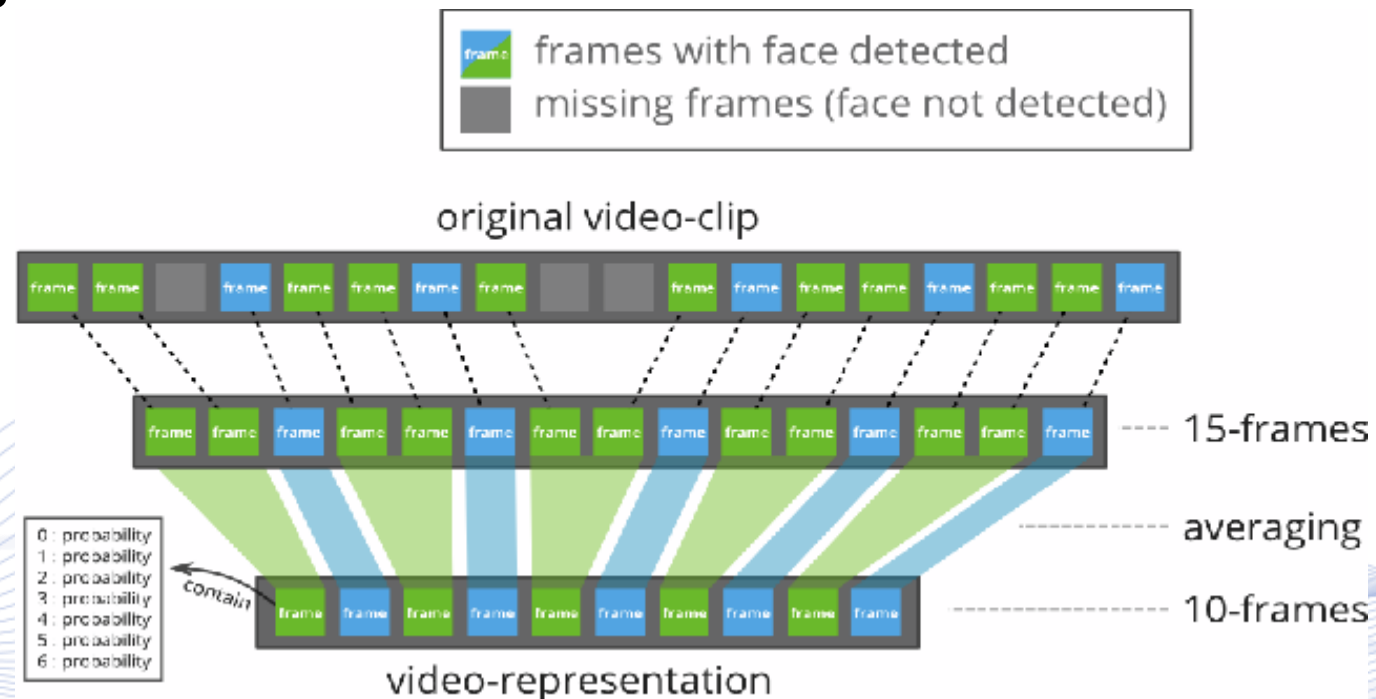 frame frames with face detected
missing frames (face not detected)
original video-clip
frame frame frame frame frame frame frame frame frame frame frame frame frame frame frame
frame frame frame frame frame frame frame frame frame frame frame frame frame frame frame
15-frames
averaging
0 : probability
1 : probability
2 : probability
3 : probability
4 : probability
5 : probability
6 : probability
contain
frame frame frame frame frame frame frame frame frame frame
10-frames
video-representation